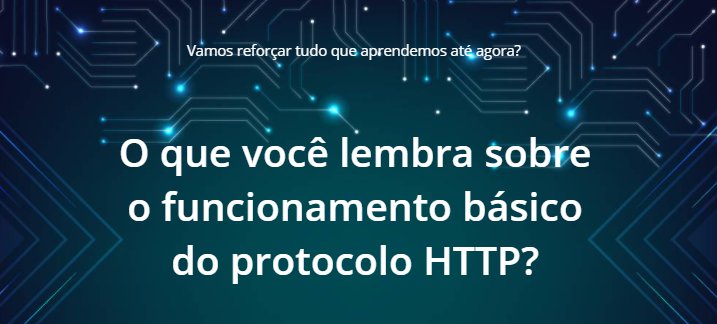 Vamos reforçar tudo que aprendemos até agora?
O que você lembra sobre
o funcionamento básico
do protocolo HTTP?